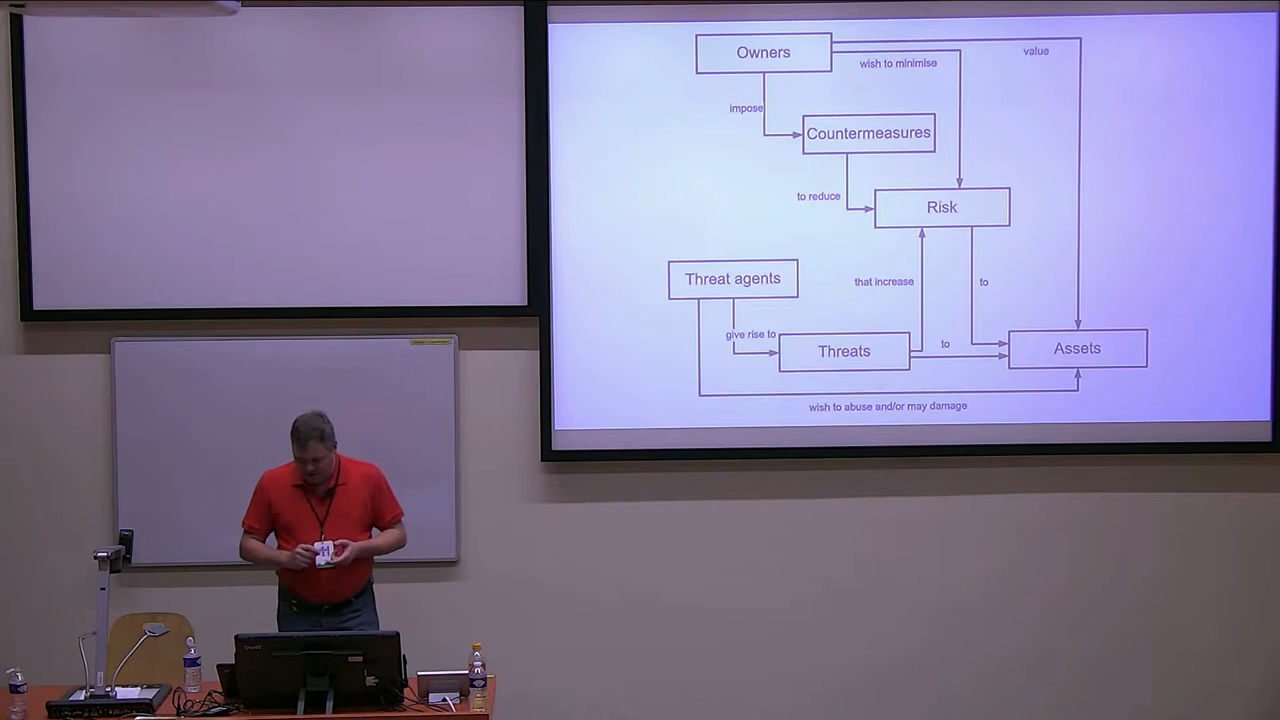 Owners
value
wish to minimise
impose
Countermeasures
to reduce
Risk
Threat agents
that increase
to
give rise to
Threats
to
Assets
wish to abuse and/or may damage